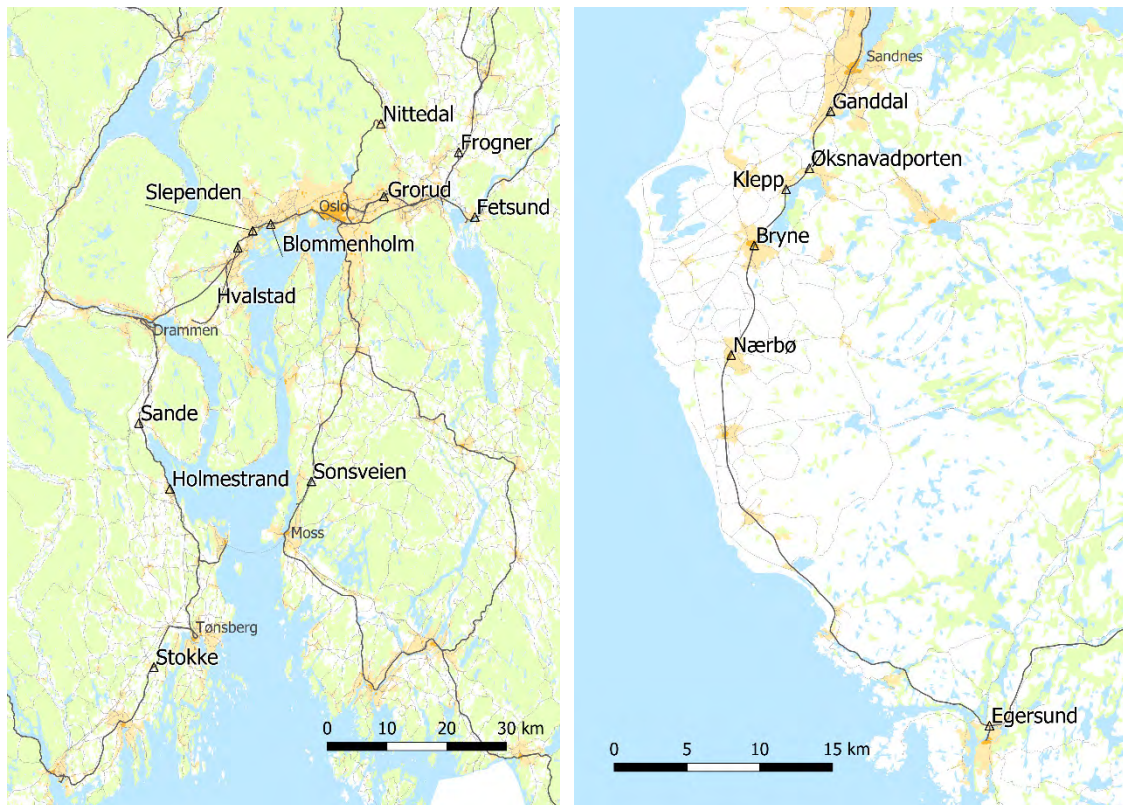 Nittedal
Frogner
Slependen
Grorud
Oslo
Fetsund
Blommenholm
Hvalstad
Drammen
Sande
Holmestrand
Sonsveien
Moss
Tønsberg
Stokke
0 10 20 30 km
Sandnes
Ganddal
Øksnavadporten
Klepp
Bryne
Nærbø
Egersund
0 5 10 15 km